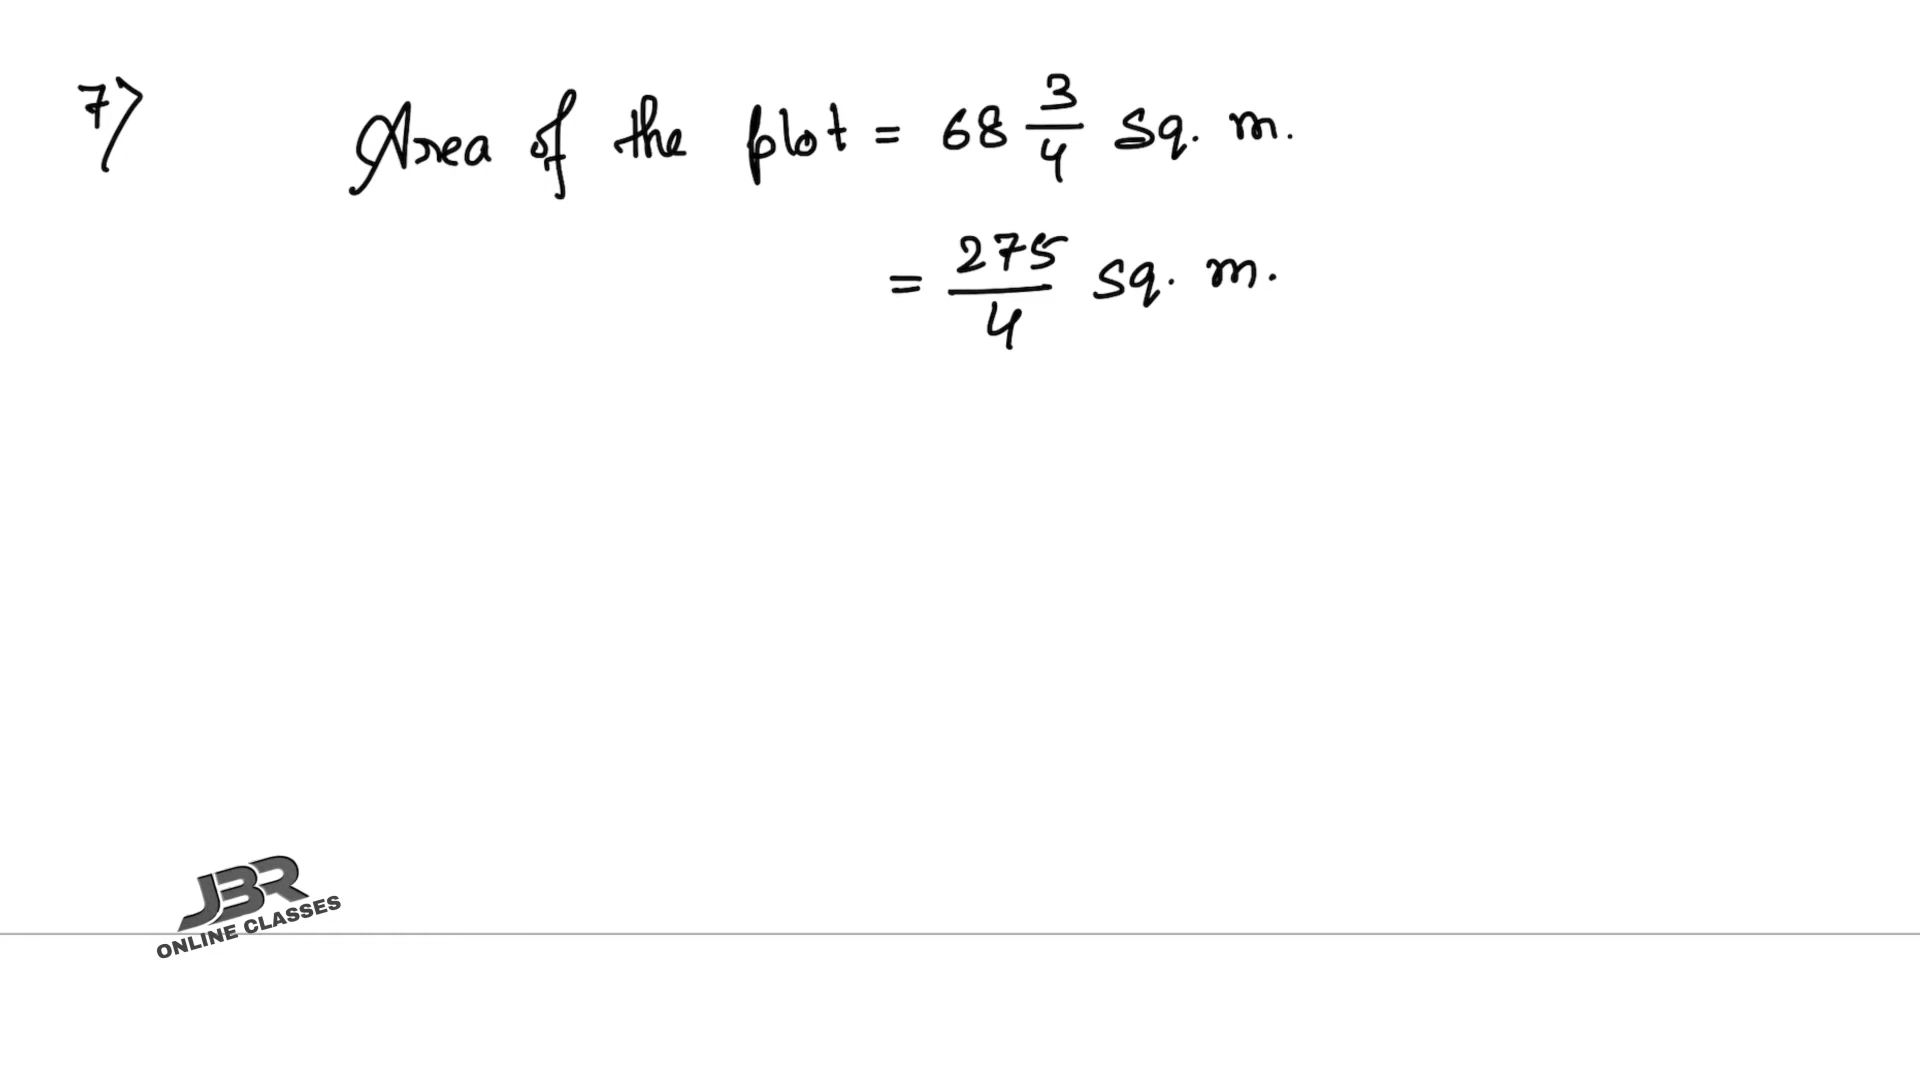 7) Area of the plot = 68 3/4 sq. m.
= 275/4 sq. m.
JBR
ONLINE CLASSES